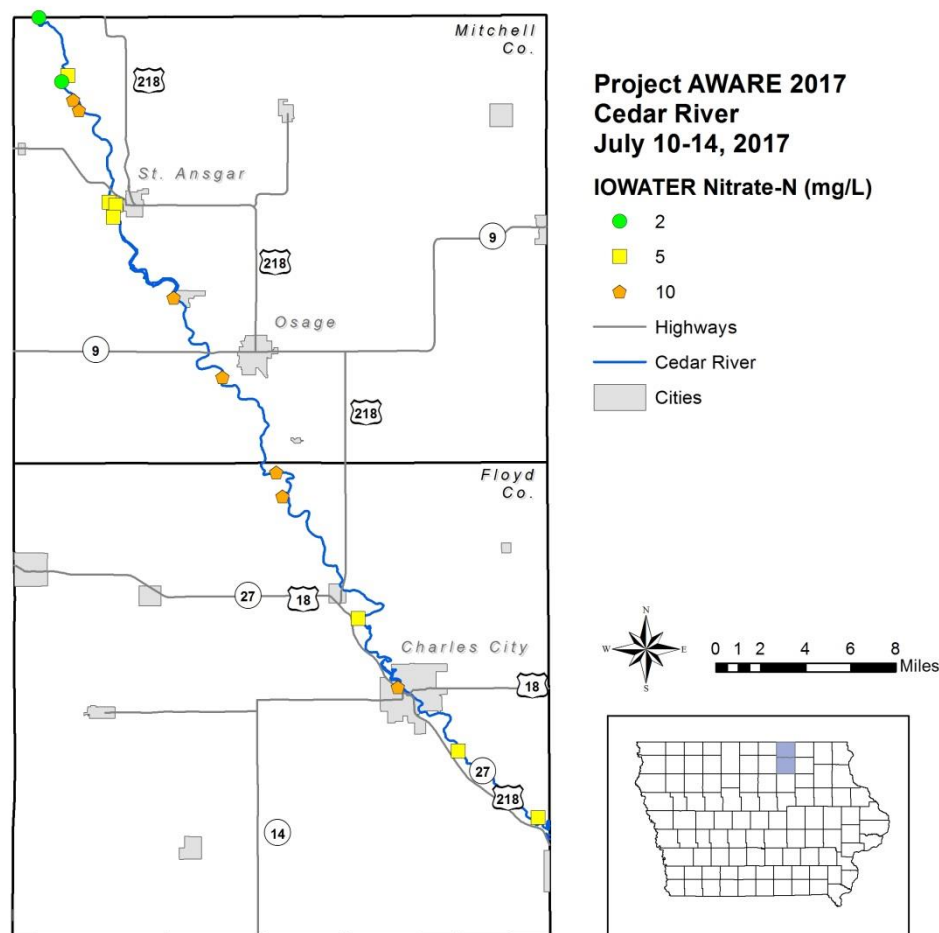 Mitchell
Co.
218
St. Ansgar
9
218
Osage
9
218
Floyd
Co.
27
18
Charles City
18
27
218
14
Project AWARE 2017
Cedar River
July 10-14, 2017
IOWATER Nitrate-N (mg/L)
2
5
10
Highways
Cedar River
Cities
N
W
E
S
0 1 2 4 6 8
Miles